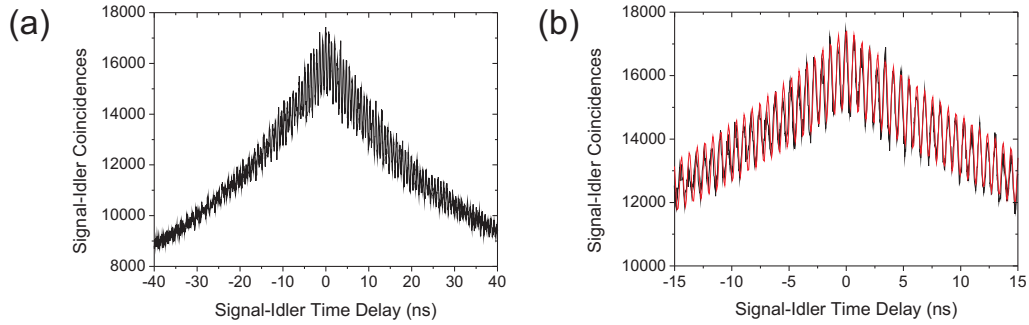 (a)
18000
16000
14000
12000
10000
8000
Signal-Idler Coincidences
-40 -30 -20 -10 0 10 20 30 40
Signal-Idler Time Delay (ns)
(b)
18000
16000
14000
12000
10000
Signal-Idler Coincidences
-15 -10 -5 0 5 10 15
Signal-Idler Time Delay (ns)